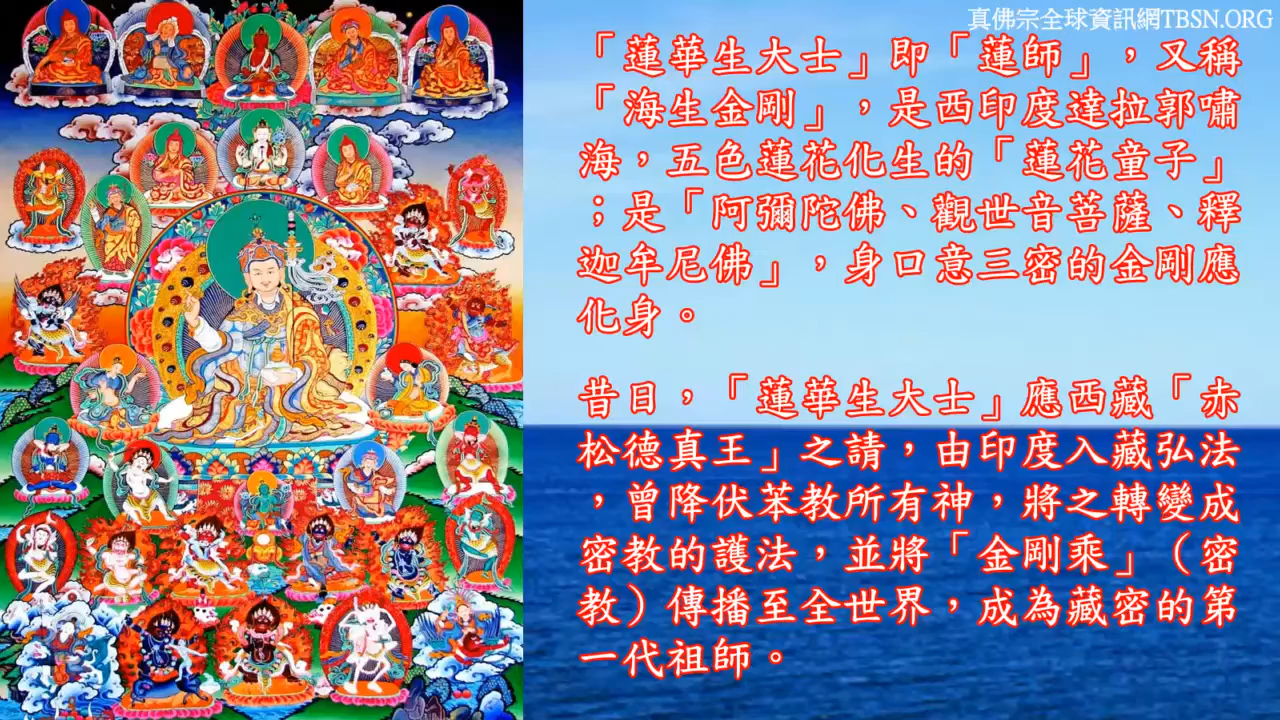 真佛宗全球資訊網TBSN.ORG
「蓮華生大士」即「蓮師」，又稱
「海生金剛」，是西印度達拉郭嘯
海，五色蓮花化生的「蓮花童子」
；是「阿彌陀佛、觀世音菩薩、釋
迦牟尼佛」，身口意三密的金剛應
化身。
昔日，「蓮華生大士」應西藏「赤
松德真王」之請，由印度入藏弘法
，曾降伏苯教所有神，將之轉變成
密教的護法，並將「金剛乘」（密
教）傳播至全世界，成為藏密的第
一代祖師。